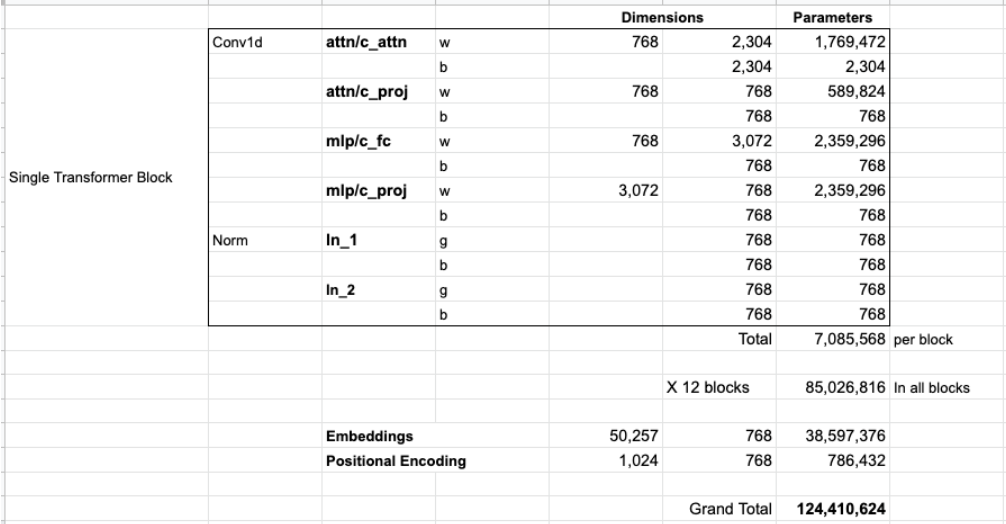 Dimensions Parameters
Conv1d attn/c_attn w 768 2,304 1,769,472
b 2,304 2,304
attn/c_proj w 768 768 589,824
b 768 768
mlp/c_fc w 768 3,072 2,359,296
b 768 768
Single Transformer Block
mlp/c_proj w 3,072 768 2,359,296
b 768 768
Norm ln_1 g 768 768
b 768 768
ln_2 g 768 768
b 768 768
Total 7,085,568 per block
X 12 blocks 85,026,816 In all blocks
Embeddings 50,257 768 38,597,376
Positional Encoding 1,024 768 786,432
Grand Total 124,410,624